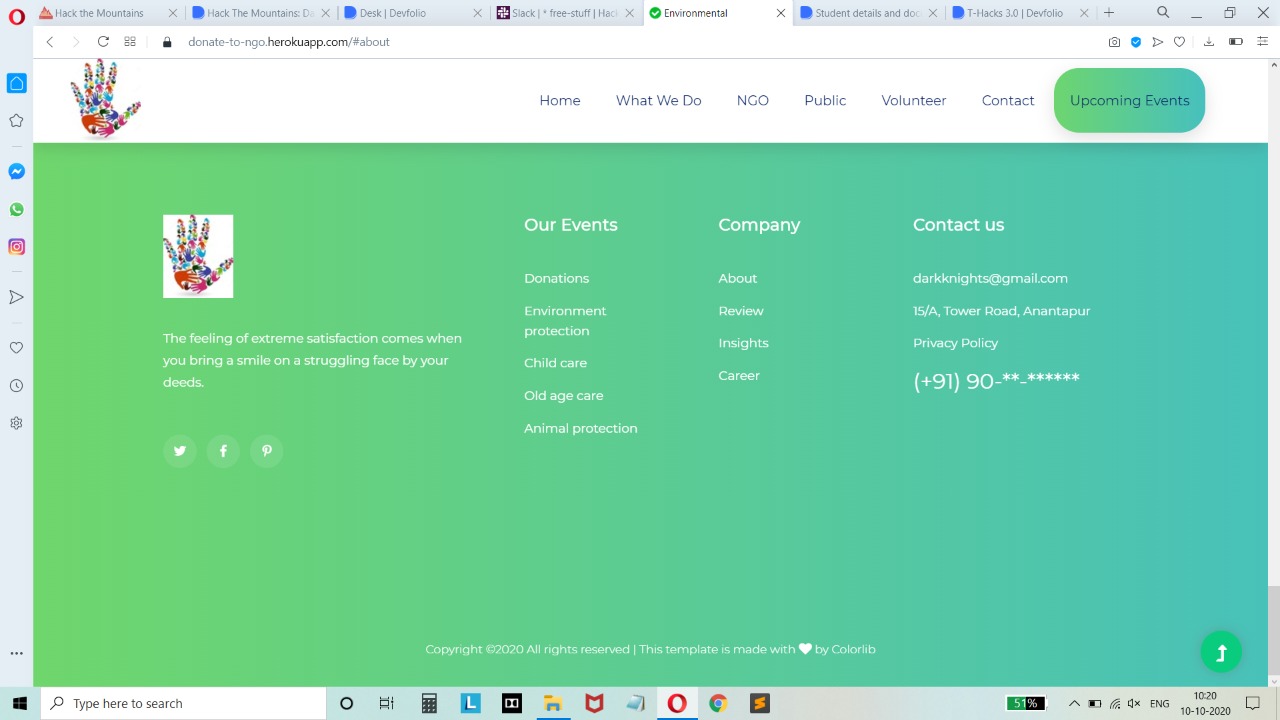 Hack the Mountains: Das
Hack The Mountains: Das
My Devfolio
Slack | * free-stuff | Hack
Environmental
Student details and docu
T-Hacks 3.0 | Devfolio
donate-to-ngo.herokuapp.com/#about
Home
What We Do
NGO
Public
Volunteer
Contact
Upcoming Events
The feeling of extreme satisfaction comes when
you bring a smile on a struggling face by your
deeds.
Our Events
Donations
Environment
protection
Child care
Old age care
Animal protection
Company
About
Review
Insights
Career
Contact us
darkknights@gmail.com
15/A, Tower Road, Anantapur
Privacy Policy
(+91) 90-**-******
Copyright ©2020 All rights reserved | This template is made with ♥ by Colorlib
Type here to search
51%
ENG
10:20
10-10-2020